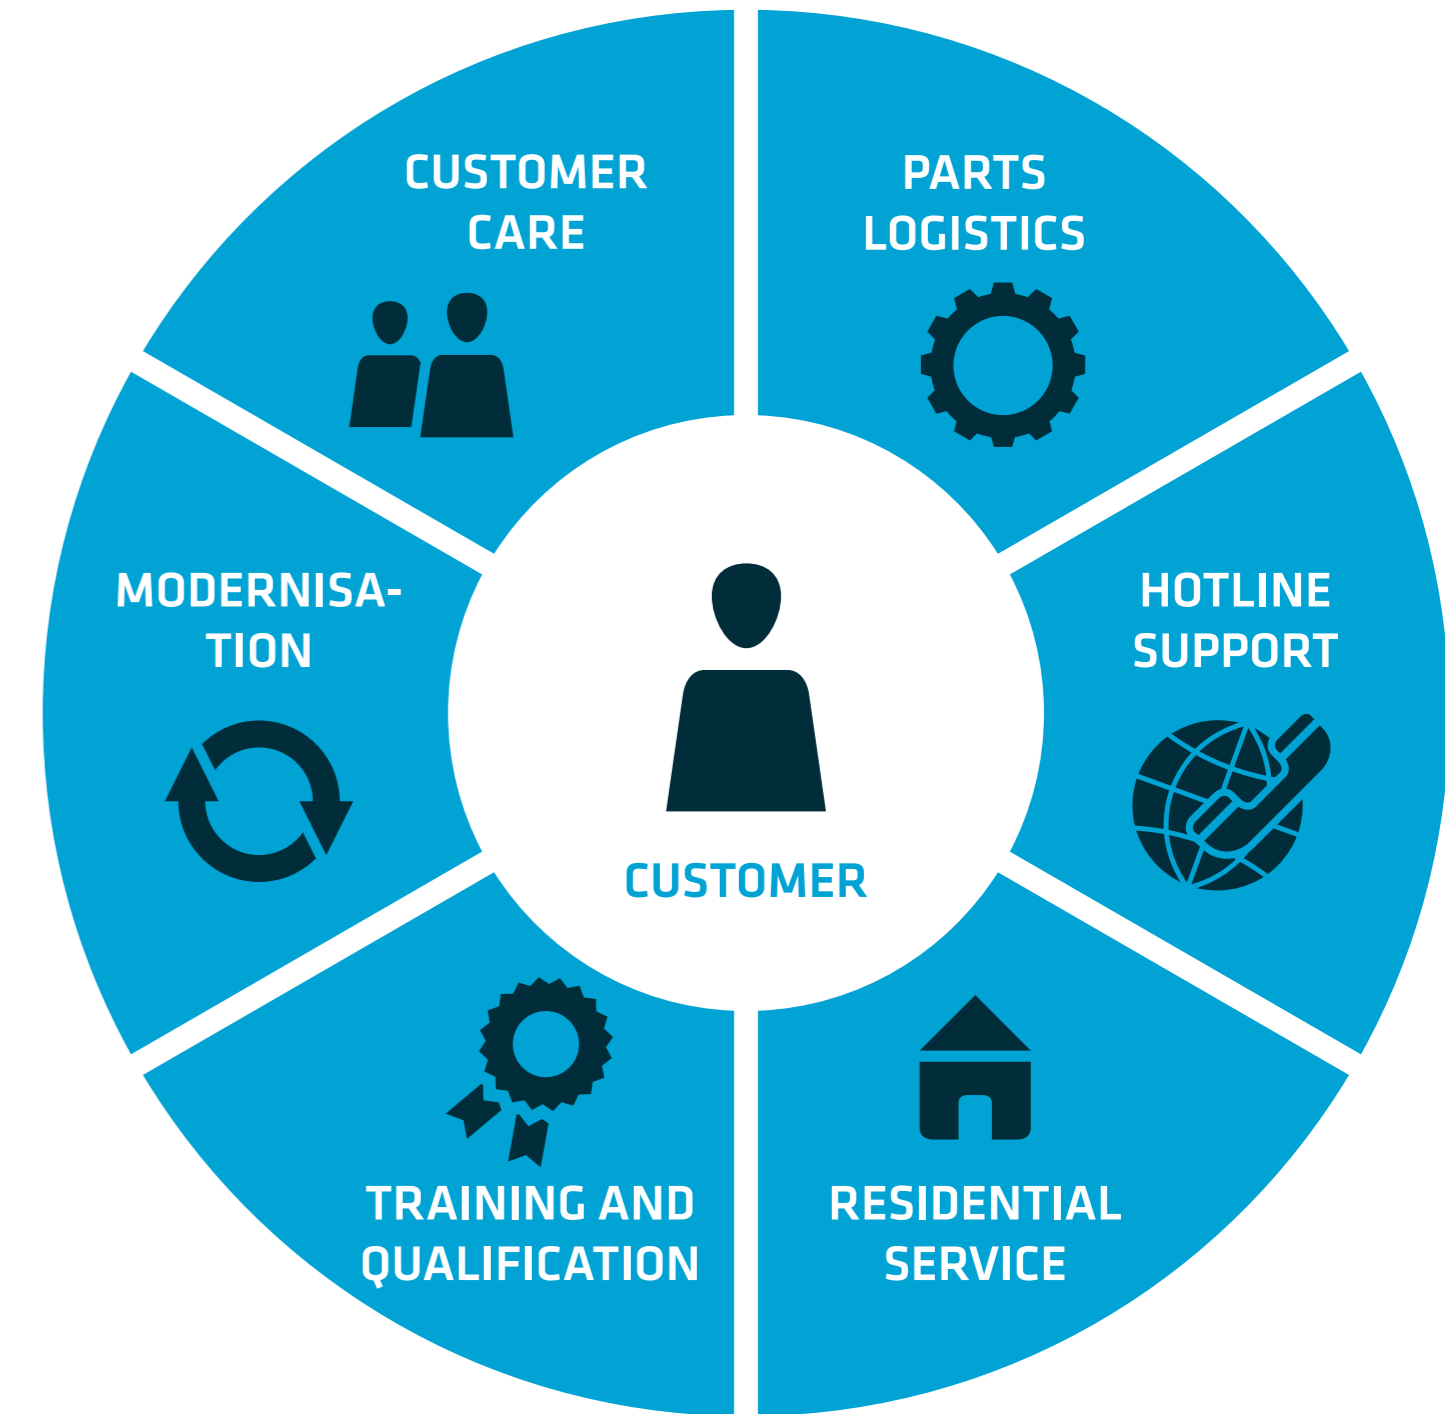 CUSTOMER
CARE
PARTS
LOGISTICS
HOTLINE
SUPPORT
RESIDENTIAL
SERVICE
TRAINING AND
QUALIFICATION
MODERNISA-
TION
CUSTOMER